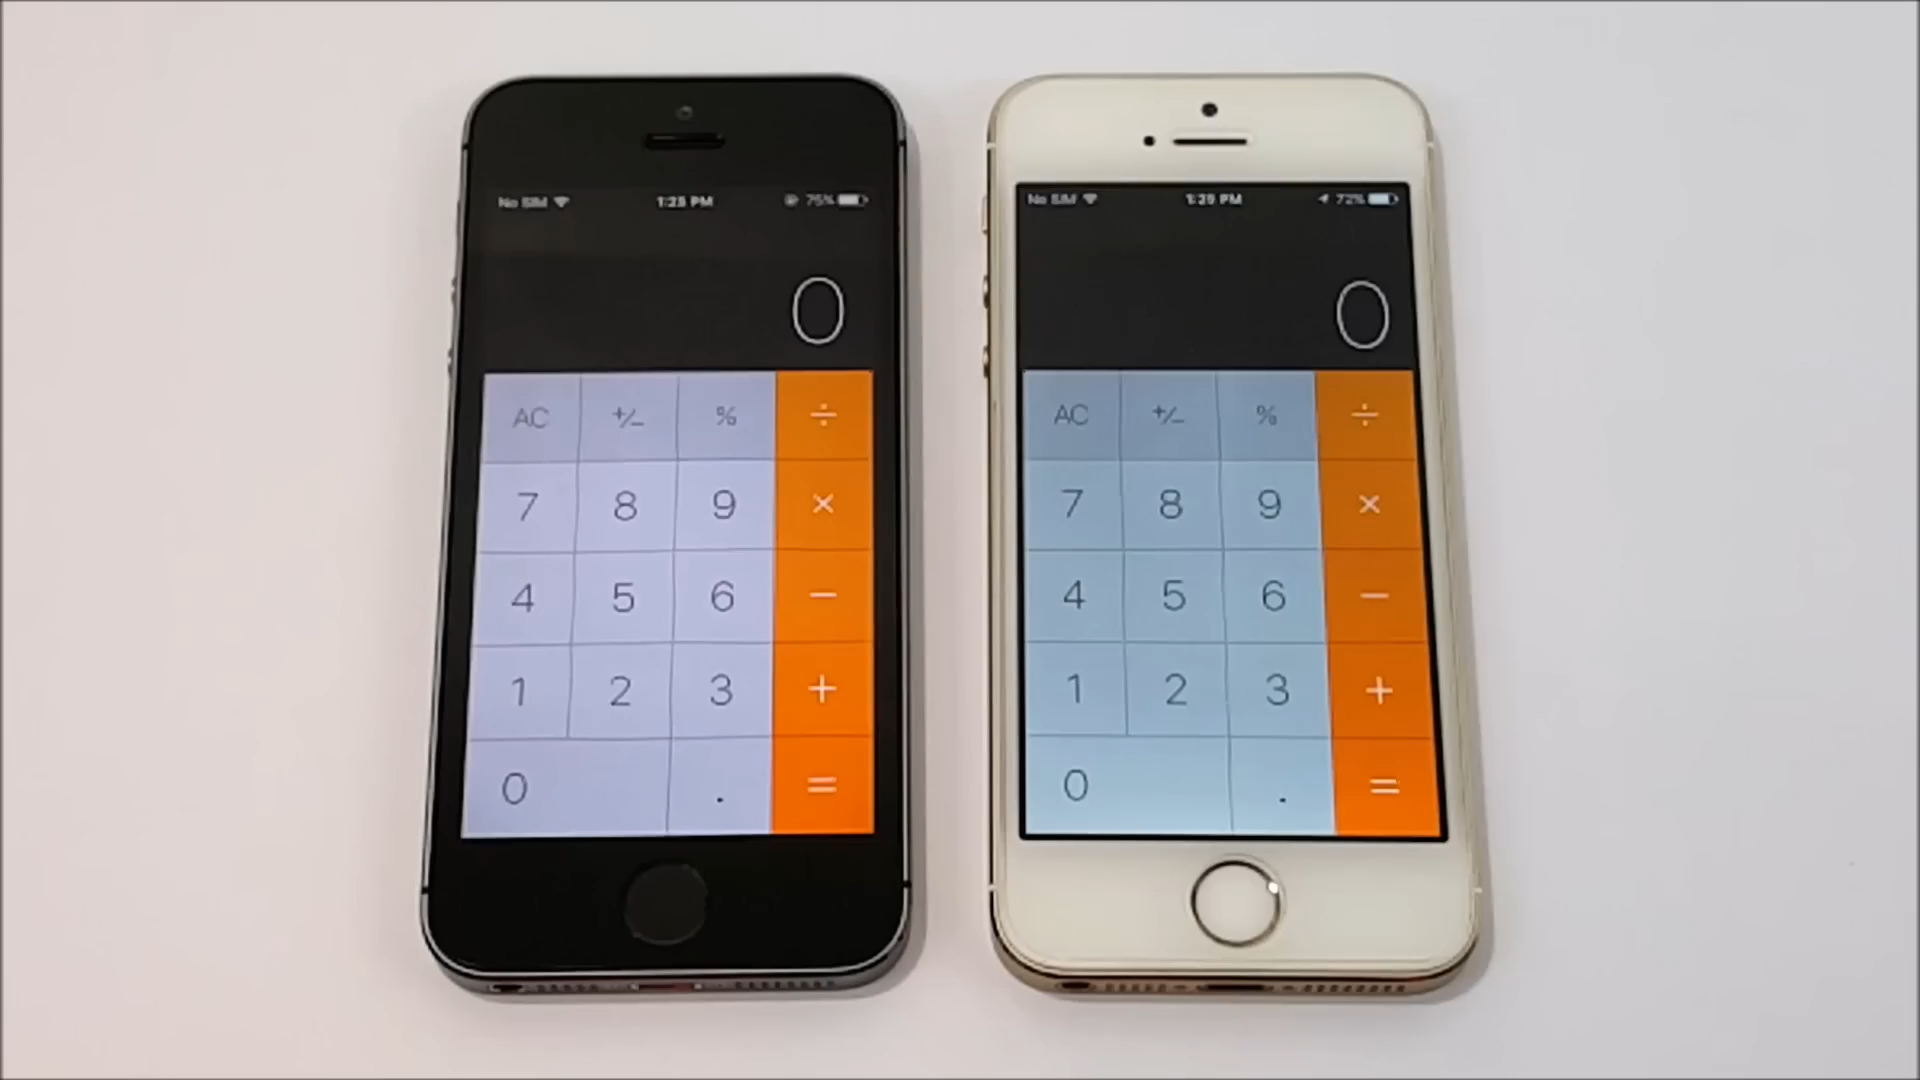 No SIM 1:25 PM 75%
0
AC +/- % ÷
7 8 9 ×
4 5 6 −
1 2 3 +
0 . =
No SIM 1:29 PM 72%
0
AC +/- % ÷
7 8 9 ×
4 5 6 −
1 2 3 +
0 . =